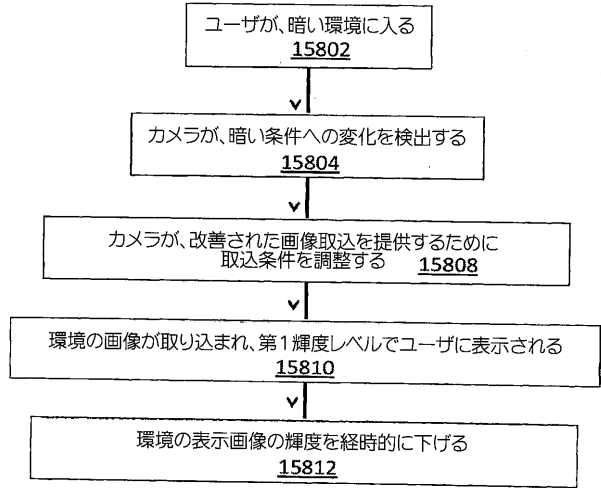 ユーザが、暗い環境に入る
15802
カメラが、暗い条件への変化を検出する
15804
カメラが、改善された画像取込を提供するために
取込条件を調整する 15808
環境の画像が取り込まれ、第1輝度レベルでユーザに表示される
15810
環境の表示画像の輝度を経時的に下げる
15812